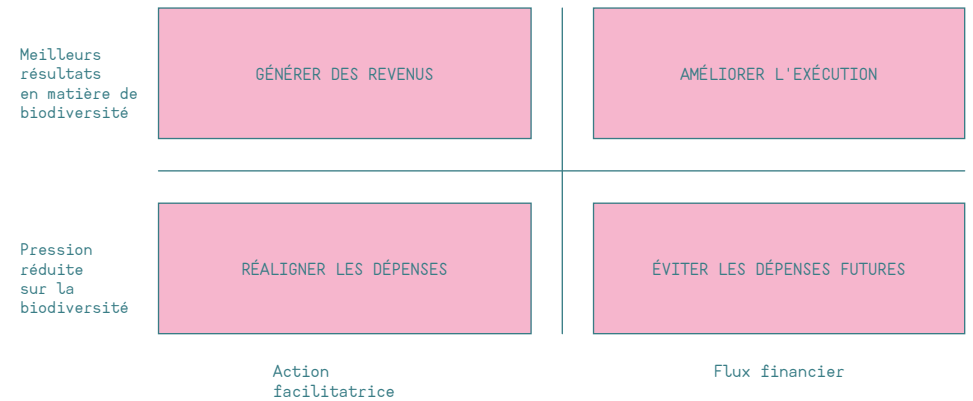 Meilleurs
résultats
en matière de
biodiversité
GÉNÉRER DES REVENUS
AMÉLIORER L'EXÉCUTION
Pression
réduite
sur la
biodiversité
RÉALIGNER LES DÉPENSES
ÉVITER LES DÉPENSES FUTURES
Action
facilitatrice
Flux financier